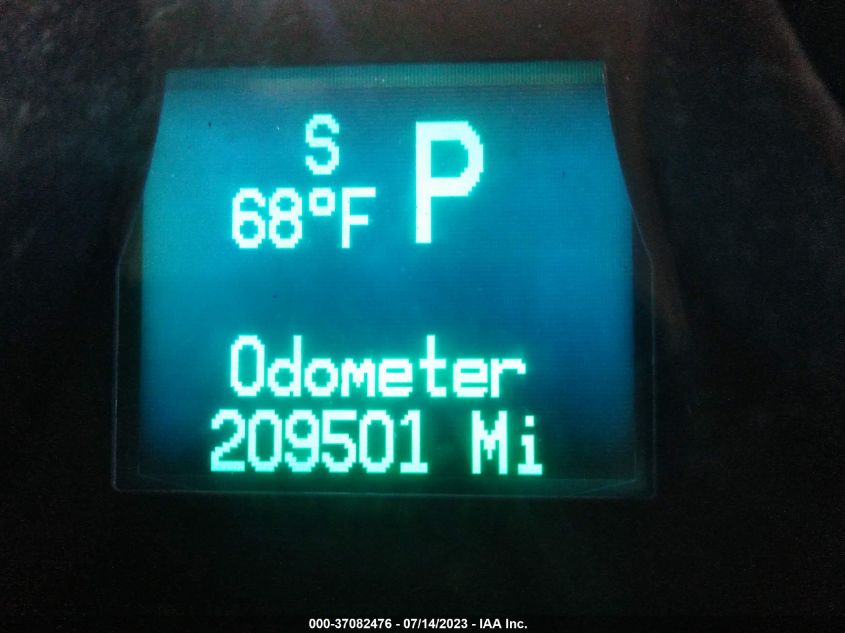 S
68°F P
Odometer
209501 Mi
000-37082476 - 07/14/2023 - IAA Inc.